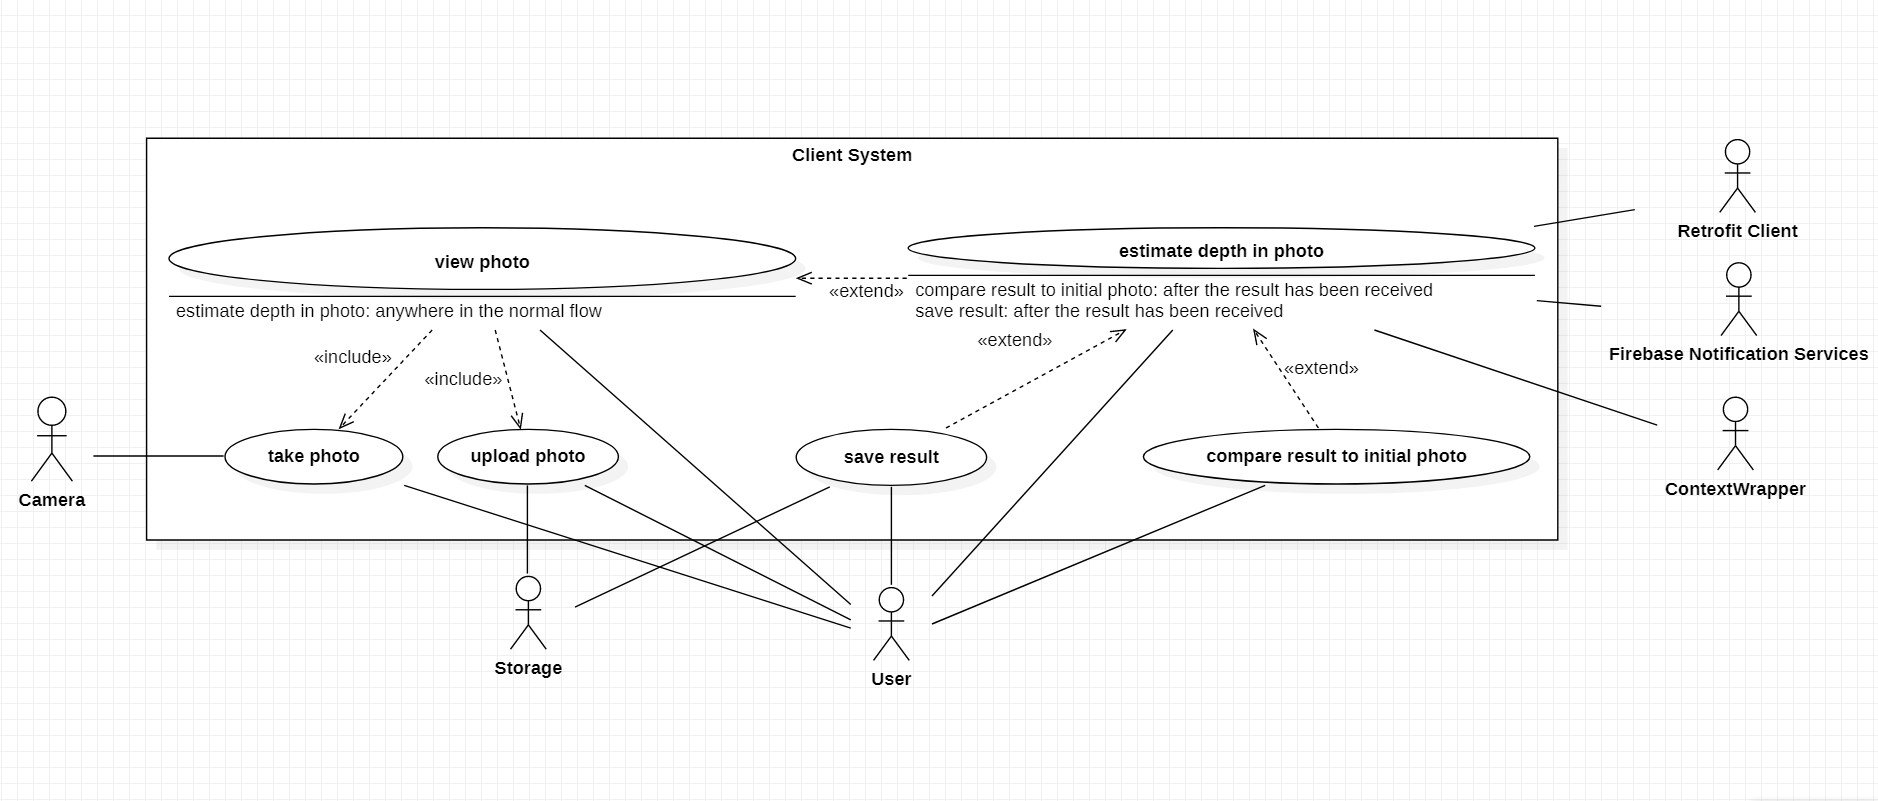 Client System
Retrofit Client
view photo
estimate depth in photo
«extend»
compare result to initial photo: after the result has been received
save result: after the result has been received
estimate depth in photo: anywhere in the normal flow
«extend»
Firebase Notification Services
«include»
«include»
«extend»
take photo
upload photo
save result
compare result to initial photo
Camera
ContextWrapper
Storage
User